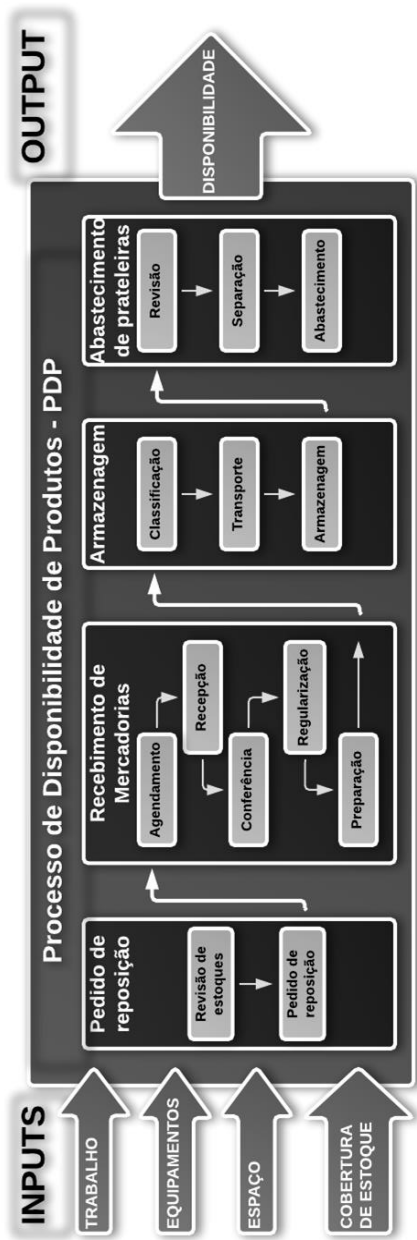 INPUTS
OUTPUT
Processo de Disponibilidade de Produtos - PDP
TRABALHO
EQUIPAMENTOS
ESPAÇO
COBERTURA
DE ESTOQUE
Pedido de
reposição
Revisão de
estoques
Pedido de
reposição
Recebimento de
Mercadorias
Agendamento
Recepção
Conferência
Regularização
Preparação
Armazenagem
Classificação
Transporte
Armazenagem
Abastecimento
de prateleiras
Revisão
Separação
Abastecimento
DISPONIBILIDADE